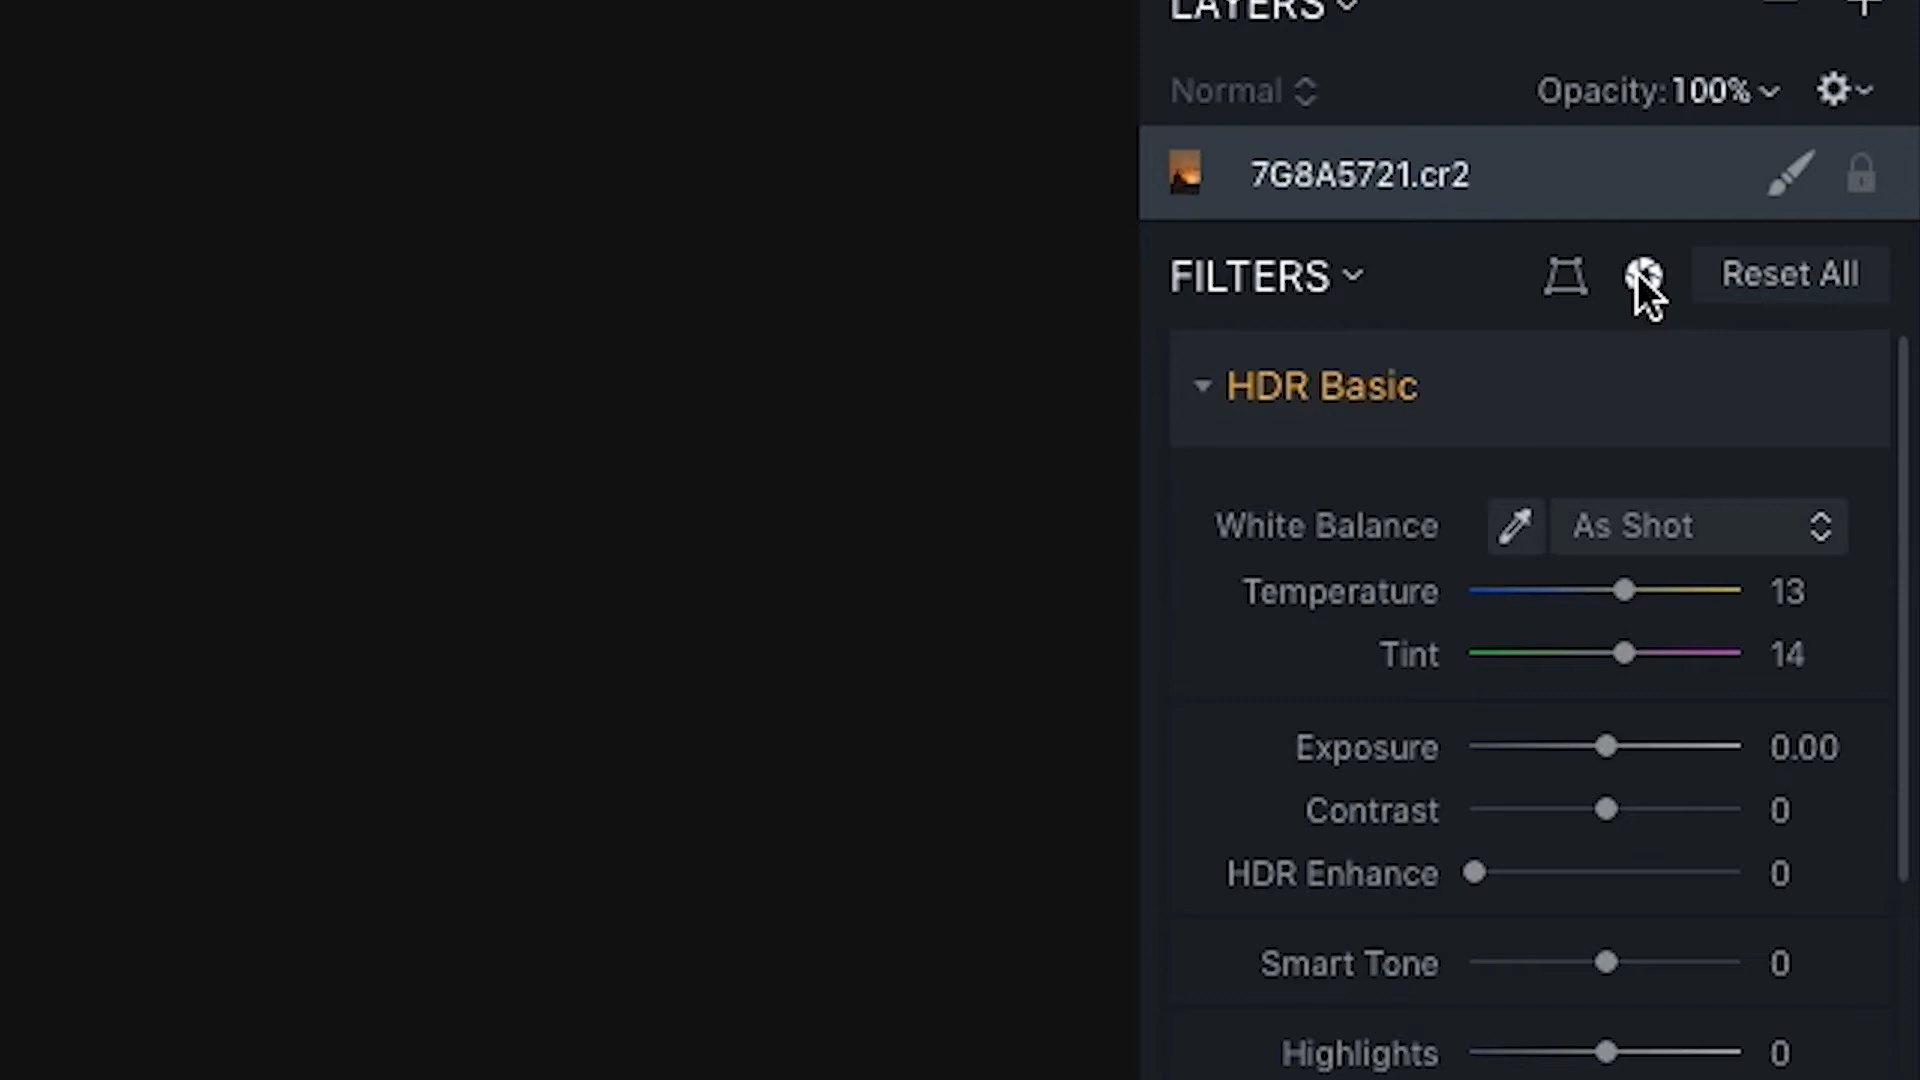 LAYERS
Normal Opacity: 100%
7G8A5721.cr2
FILTERS Reset All
HDR Basic
White Balance As Shot
Temperature 13
Tint 14
Exposure 0.00
Contrast 0
HDR Enhance 0
Smart Tone 0
Highlights 0